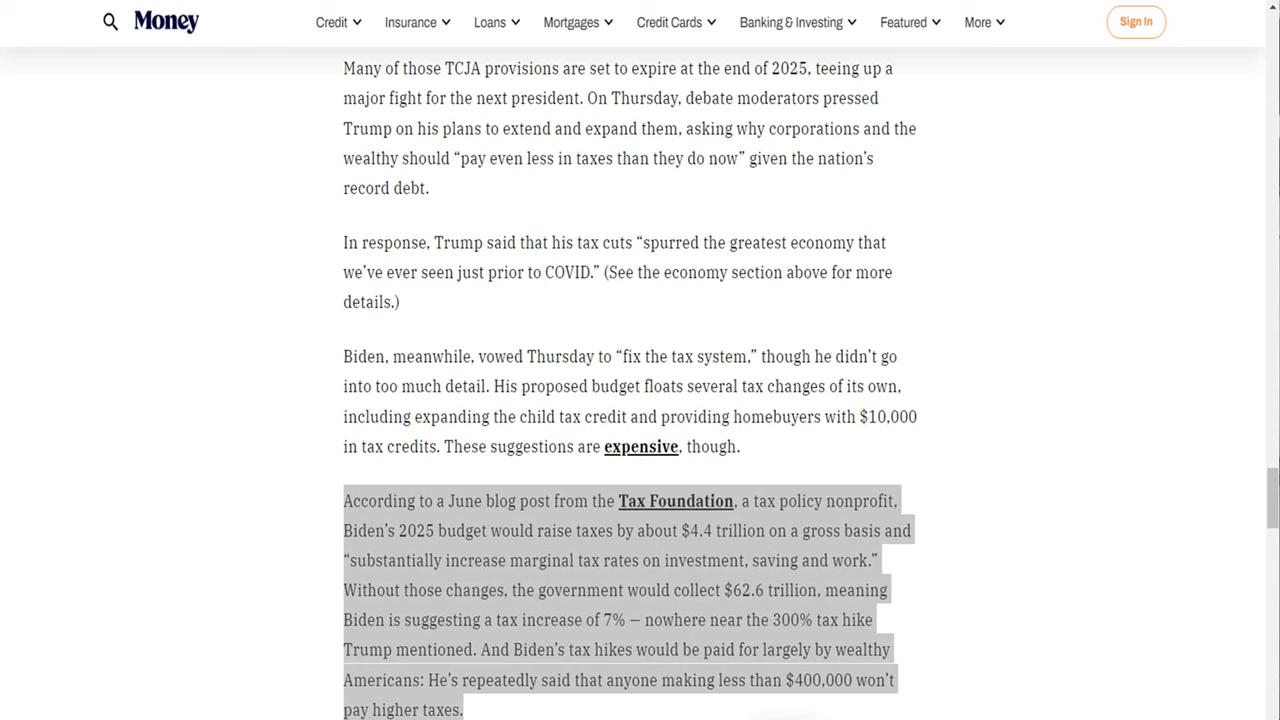 Money
Credit
Insurance
Loans
Mortgages
Credit Cards
Banking & Investing
Featured
More
Sign In
Many of those TCJA provisions are set to expire at the end of 2025, teeing up a
major fight for the next president. On Thursday, debate moderators pressed
Trump on his plans to extend and expand them, asking why corporations and the
wealthy should “pay even less in taxes than they do now” given the nation’s
record debt.
In response, Trump said that his tax cuts “spurred the greatest economy that
we’ve ever seen just prior to COVID.” (See the economy section above for more
details.)
Biden, meanwhile, vowed Thursday to “fix the tax system,” though he didn’t go
into too much detail. His proposed budget floats several tax changes of its own,
including expanding the child tax credit and providing homebuyers with $10,000
in tax credits. These suggestions are expensive, though.
According to a June blog post from the Tax Foundation, a tax policy nonprofit,
Biden’s 2025 budget would raise taxes by about $4.4 trillion on a gross basis and
“substantially increase marginal tax rates on investment, saving and work.”
Without those changes, the government would collect $62.6 trillion, meaning
Biden is suggesting a tax increase of 7% — nowhere near the 300% tax hike
Trump mentioned. And Biden’s tax hikes would be paid for largely by wealthy
Americans: He’s repeatedly said that anyone making less than $400,000 won’t
pay higher taxes.